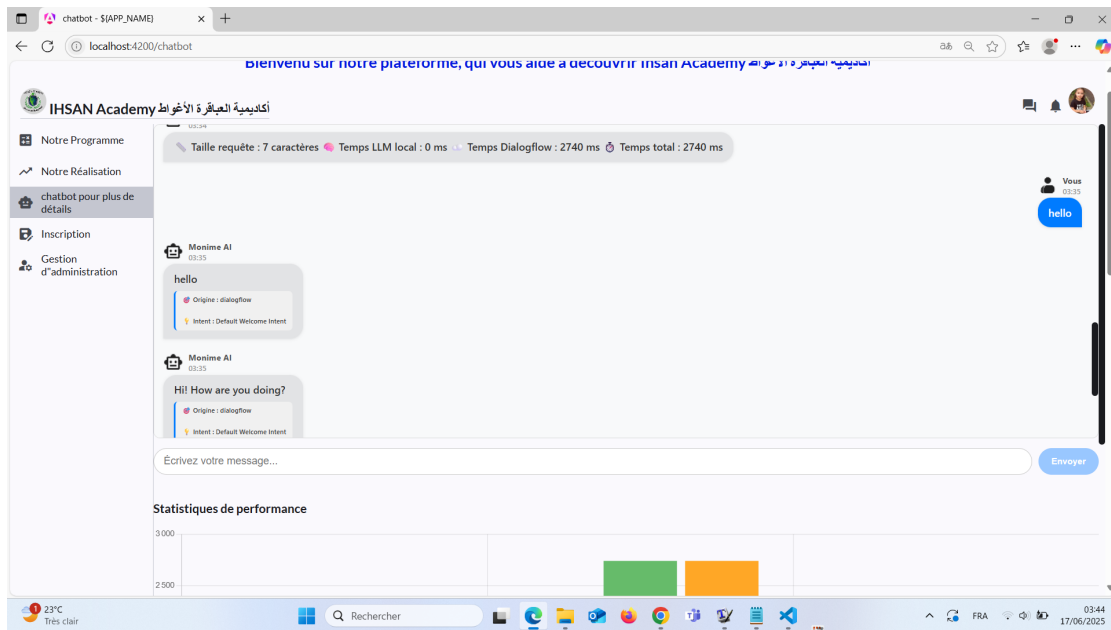 chatbot - $(APP_NAME)
localhost:4200/chatbot
Bienvenu sur notre plateforme, qui vous aide à découvrir Insan Academy أكاديمية العباقرة الأغواط
IHSAN Academy أكاديمية العباقرة الأغواط
Notre Programme
Notre Réalisation
chatbot pour plus de
détails
Inscription
Gestion
d"administration
03:34
Taille requête : 7 caractères Temps LLM local : 0 ms Temps Dialogflow : 2740 ms Temps total : 2740 ms
Vous
03:35
hello
Monime AI
03:35
hello
Origine : dialogflow
Intent : Default Welcome Intent
Monime AI
03:35
Hi! How are you doing?
Origine : dialogflow
Intent : Default Welcome Intent
Écrivez votre message...
Envoyer
Statistiques de performance
3 000
2 500
1
23°C
Très clair
Rechercher
FRA
03:44
17/06/2025